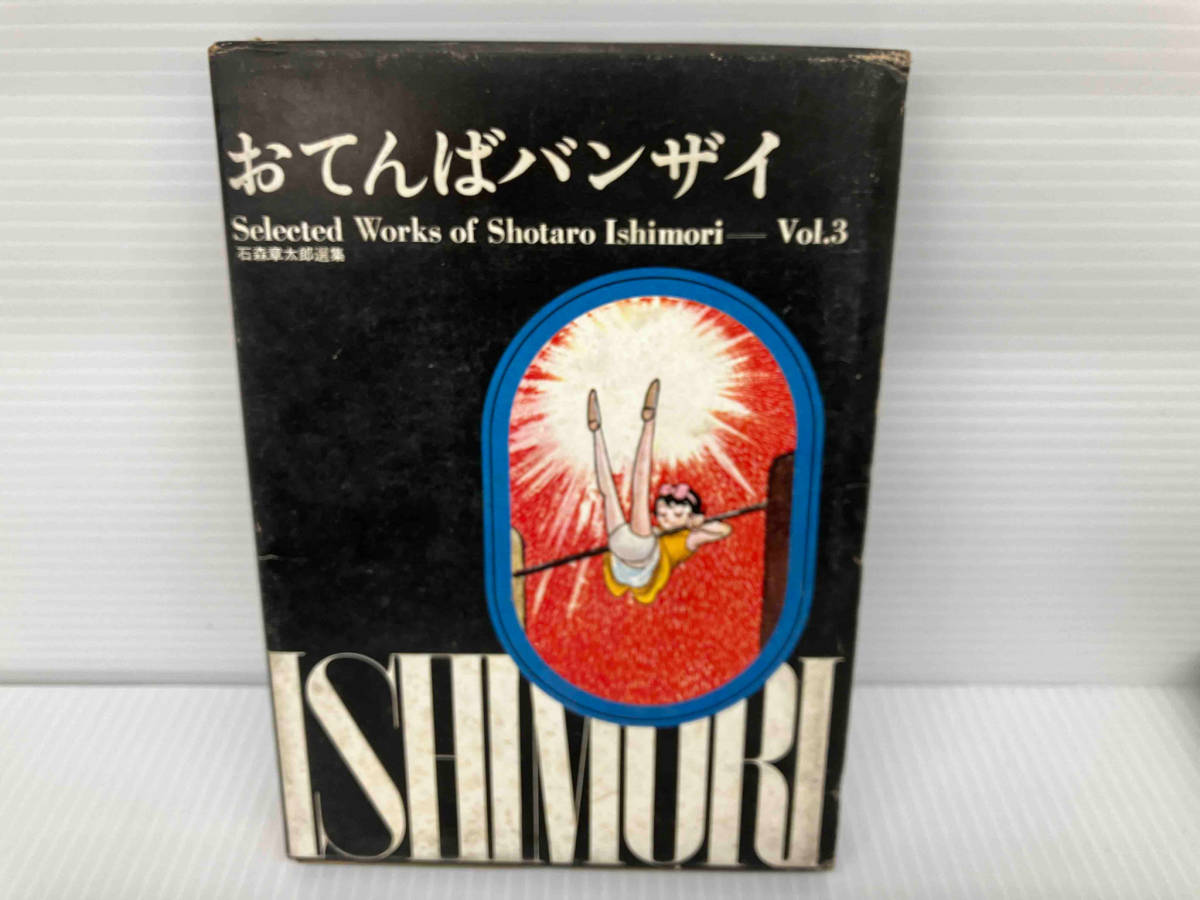 おてんばバンザイ
Selected Works of Shotaro Ishimori — Vol.3
石森章太郎選集
ISHIMORI